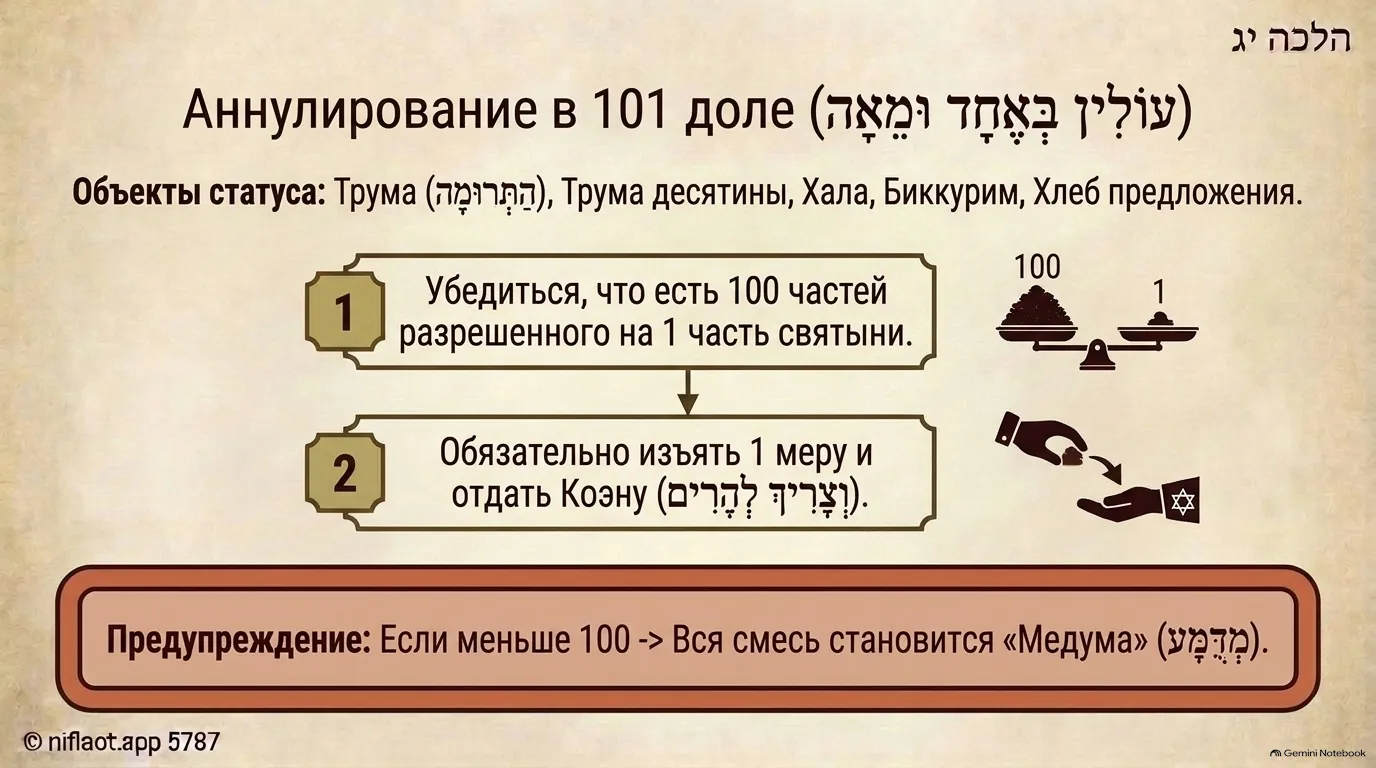 הלכה יג
Аннулирование в 101 доле (עוֹלִין בְּאֶחָד וּמֵאָה)
Объекты статуса: Трума (הַתְּרוּמָה), Трума десятины, Хала, Биккурим, Хлеб предложения.
1
Убедиться, что есть 100 частей
разрешенного на 1 часть святыни.
100
1
2
Обязательно изъять 1 меру и
отдать Коэну (וְצָרִיךְ לְהָרִים).
Предупреждение: Если меньше 100 -> Вся смесь становится «Медума» (מְדֻמָּע).
© niflaot.app 5787
Gemini Notebook